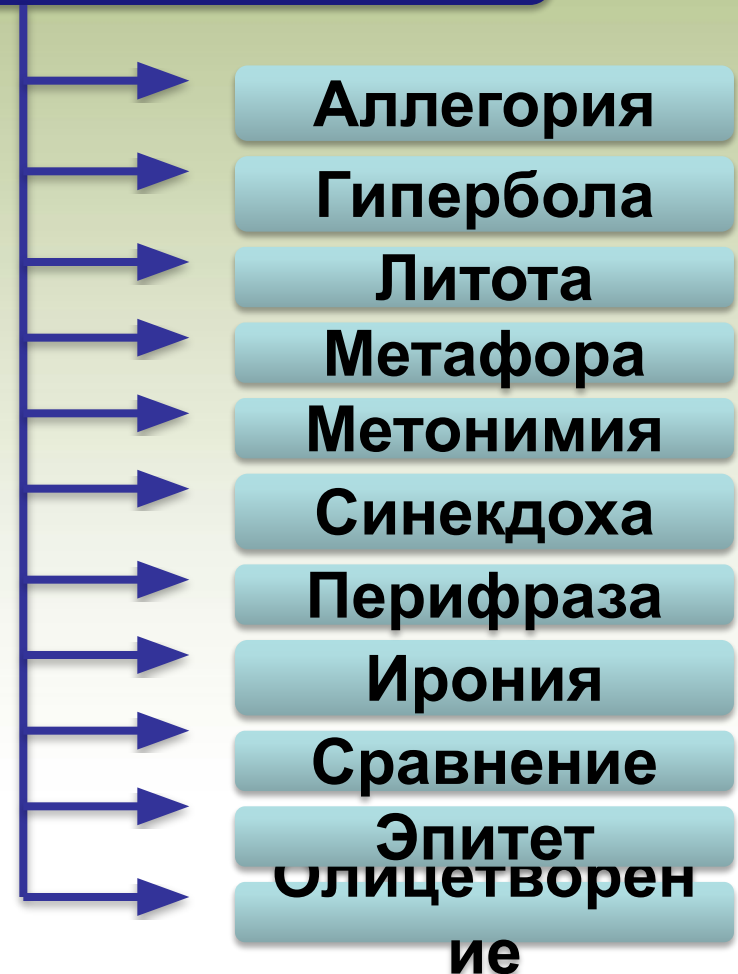 Аллегория
Гипербола
Литота
Метафора
Метонимия
Синекдоха
Перифраза
Ирония
Сравнение
Эпитет
Олицетворен
ие